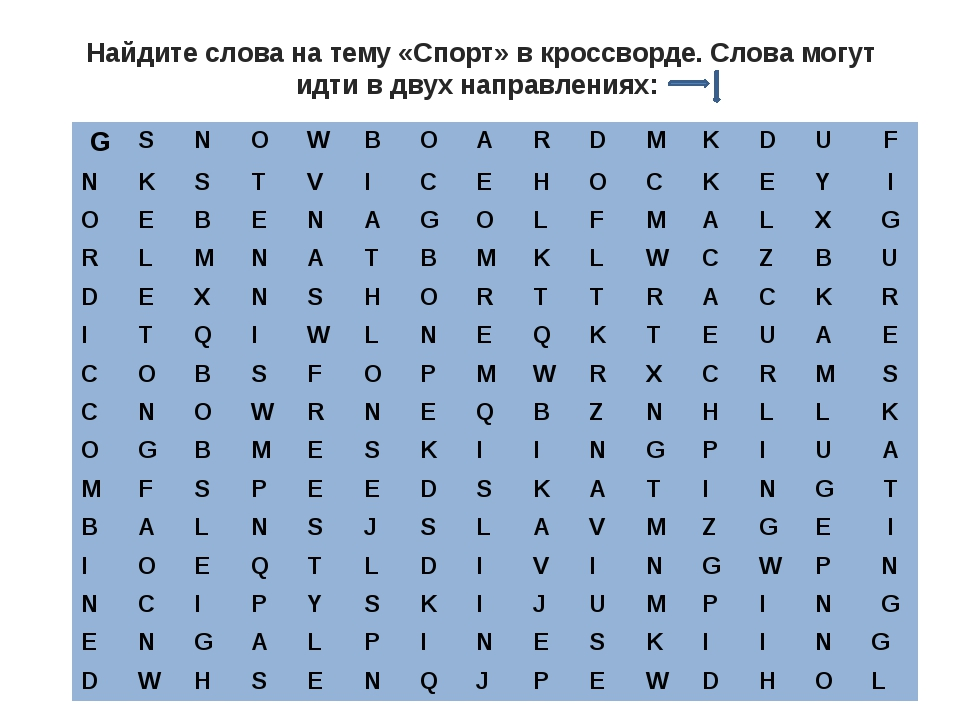 Найдите слова на тему «Спорт» в кроссворде. Слова могут
идти в двух направлениях:
G S N O W B O A R D M K D U F
N K S T V I C E H O C K E Y I
O E B E N A G O L F M A L X G
R L M N A T B M K L W C Z B U
D E X N S H O R T T R A C K R
I T Q I W L N E Q K T E U A E
C O B S F O P M W R X C R M S
C N O W R N E Q B Z N H L L K
O G B M E S K I I N G P I U A
M F S P E E D S K A T I N G T
B A L N S J S L A V M Z G E I
I O E Q T L D I V I N G W P N
N C I P Y S K I J U M P I N G
E N G A L P I N E S K I I N G
D W H S E N Q J P E W D H O L